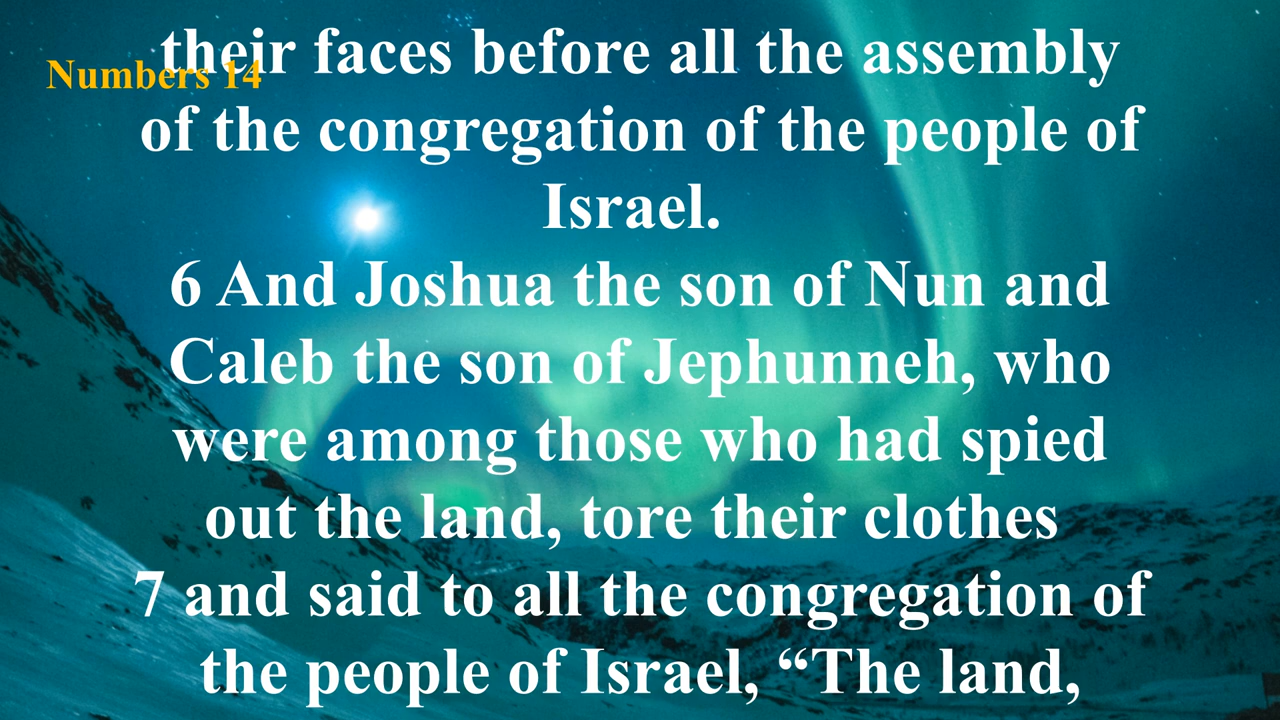 their faces before all the assembly
Numbers 14
of the congregation of the people of
Israel.
6 And Joshua the son of Nun and
Caleb the son of Jephunneh, who
were among those who had spied
out the land, tore their clothes
7 and said to all the congregation of
the people of Israel, “The land,